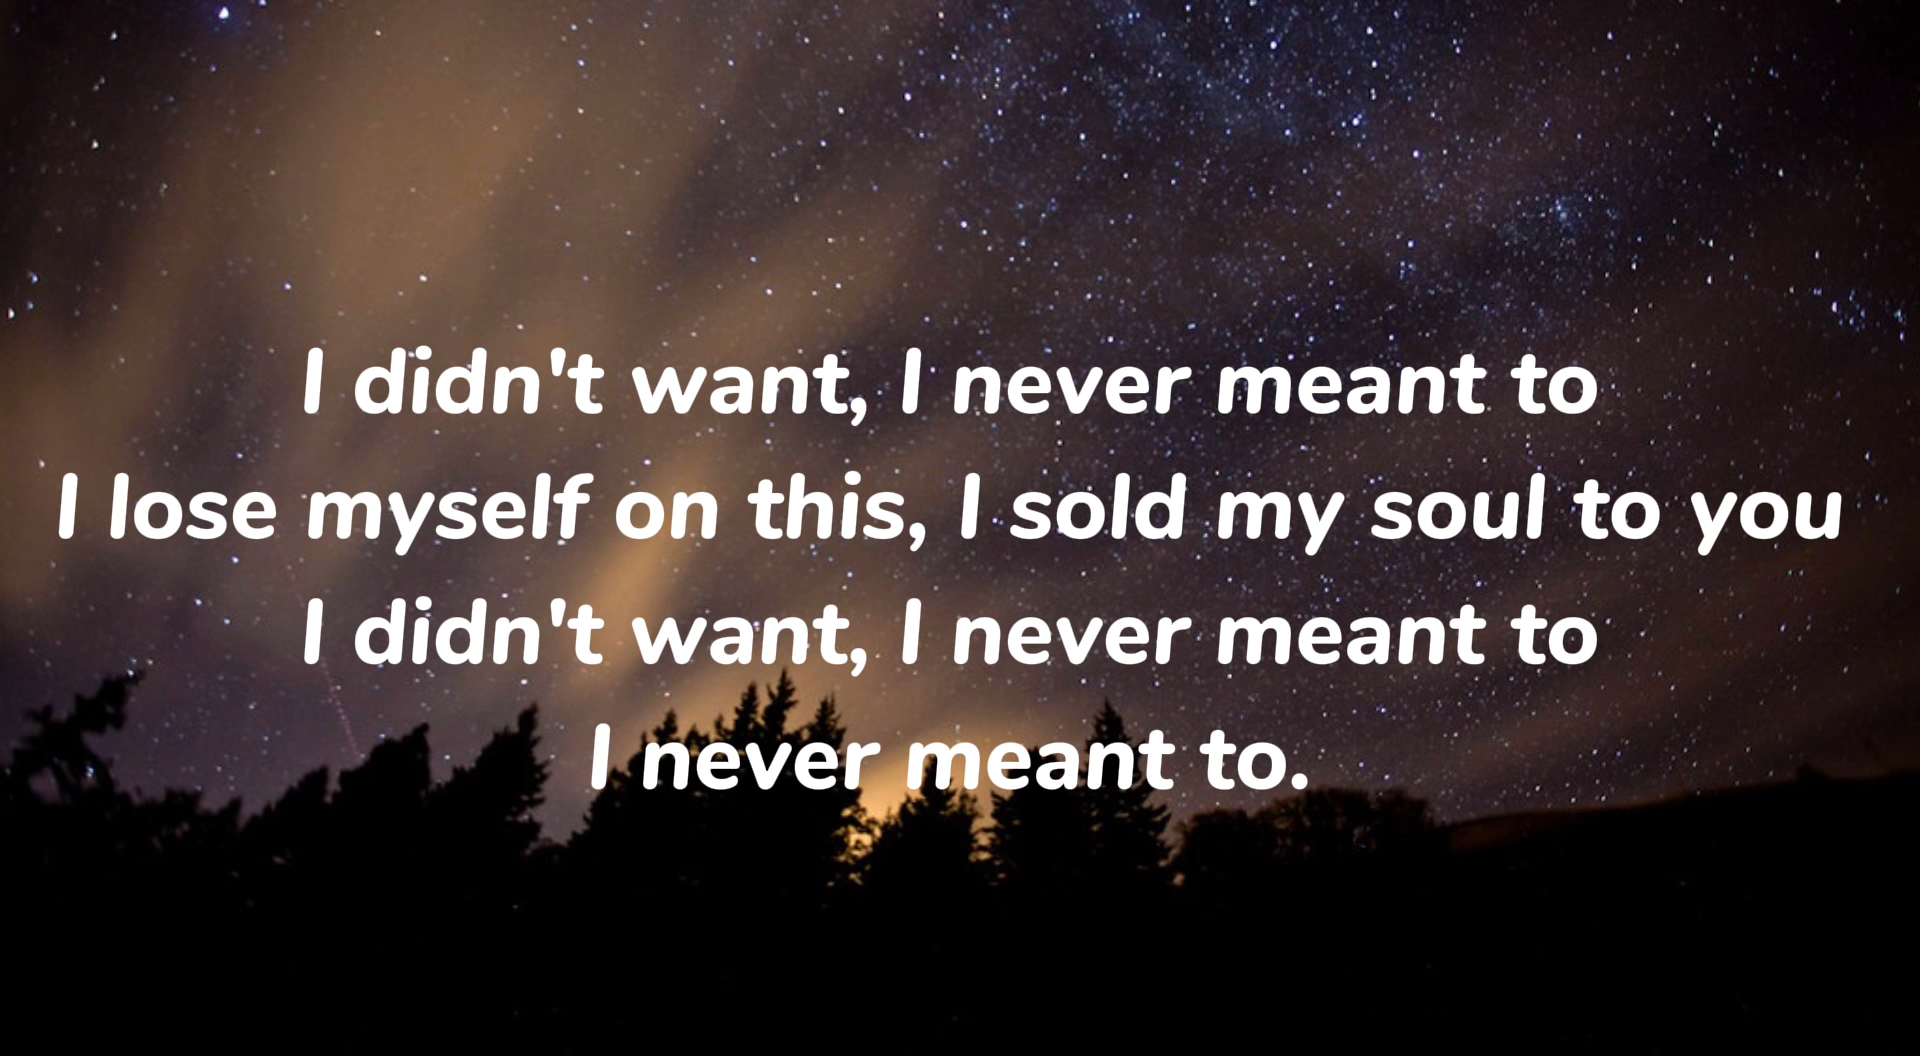 I didn't want, I never meant to
I lose myself on this, I sold my soul to you
I didn't want, I never meant to
I never meant to.